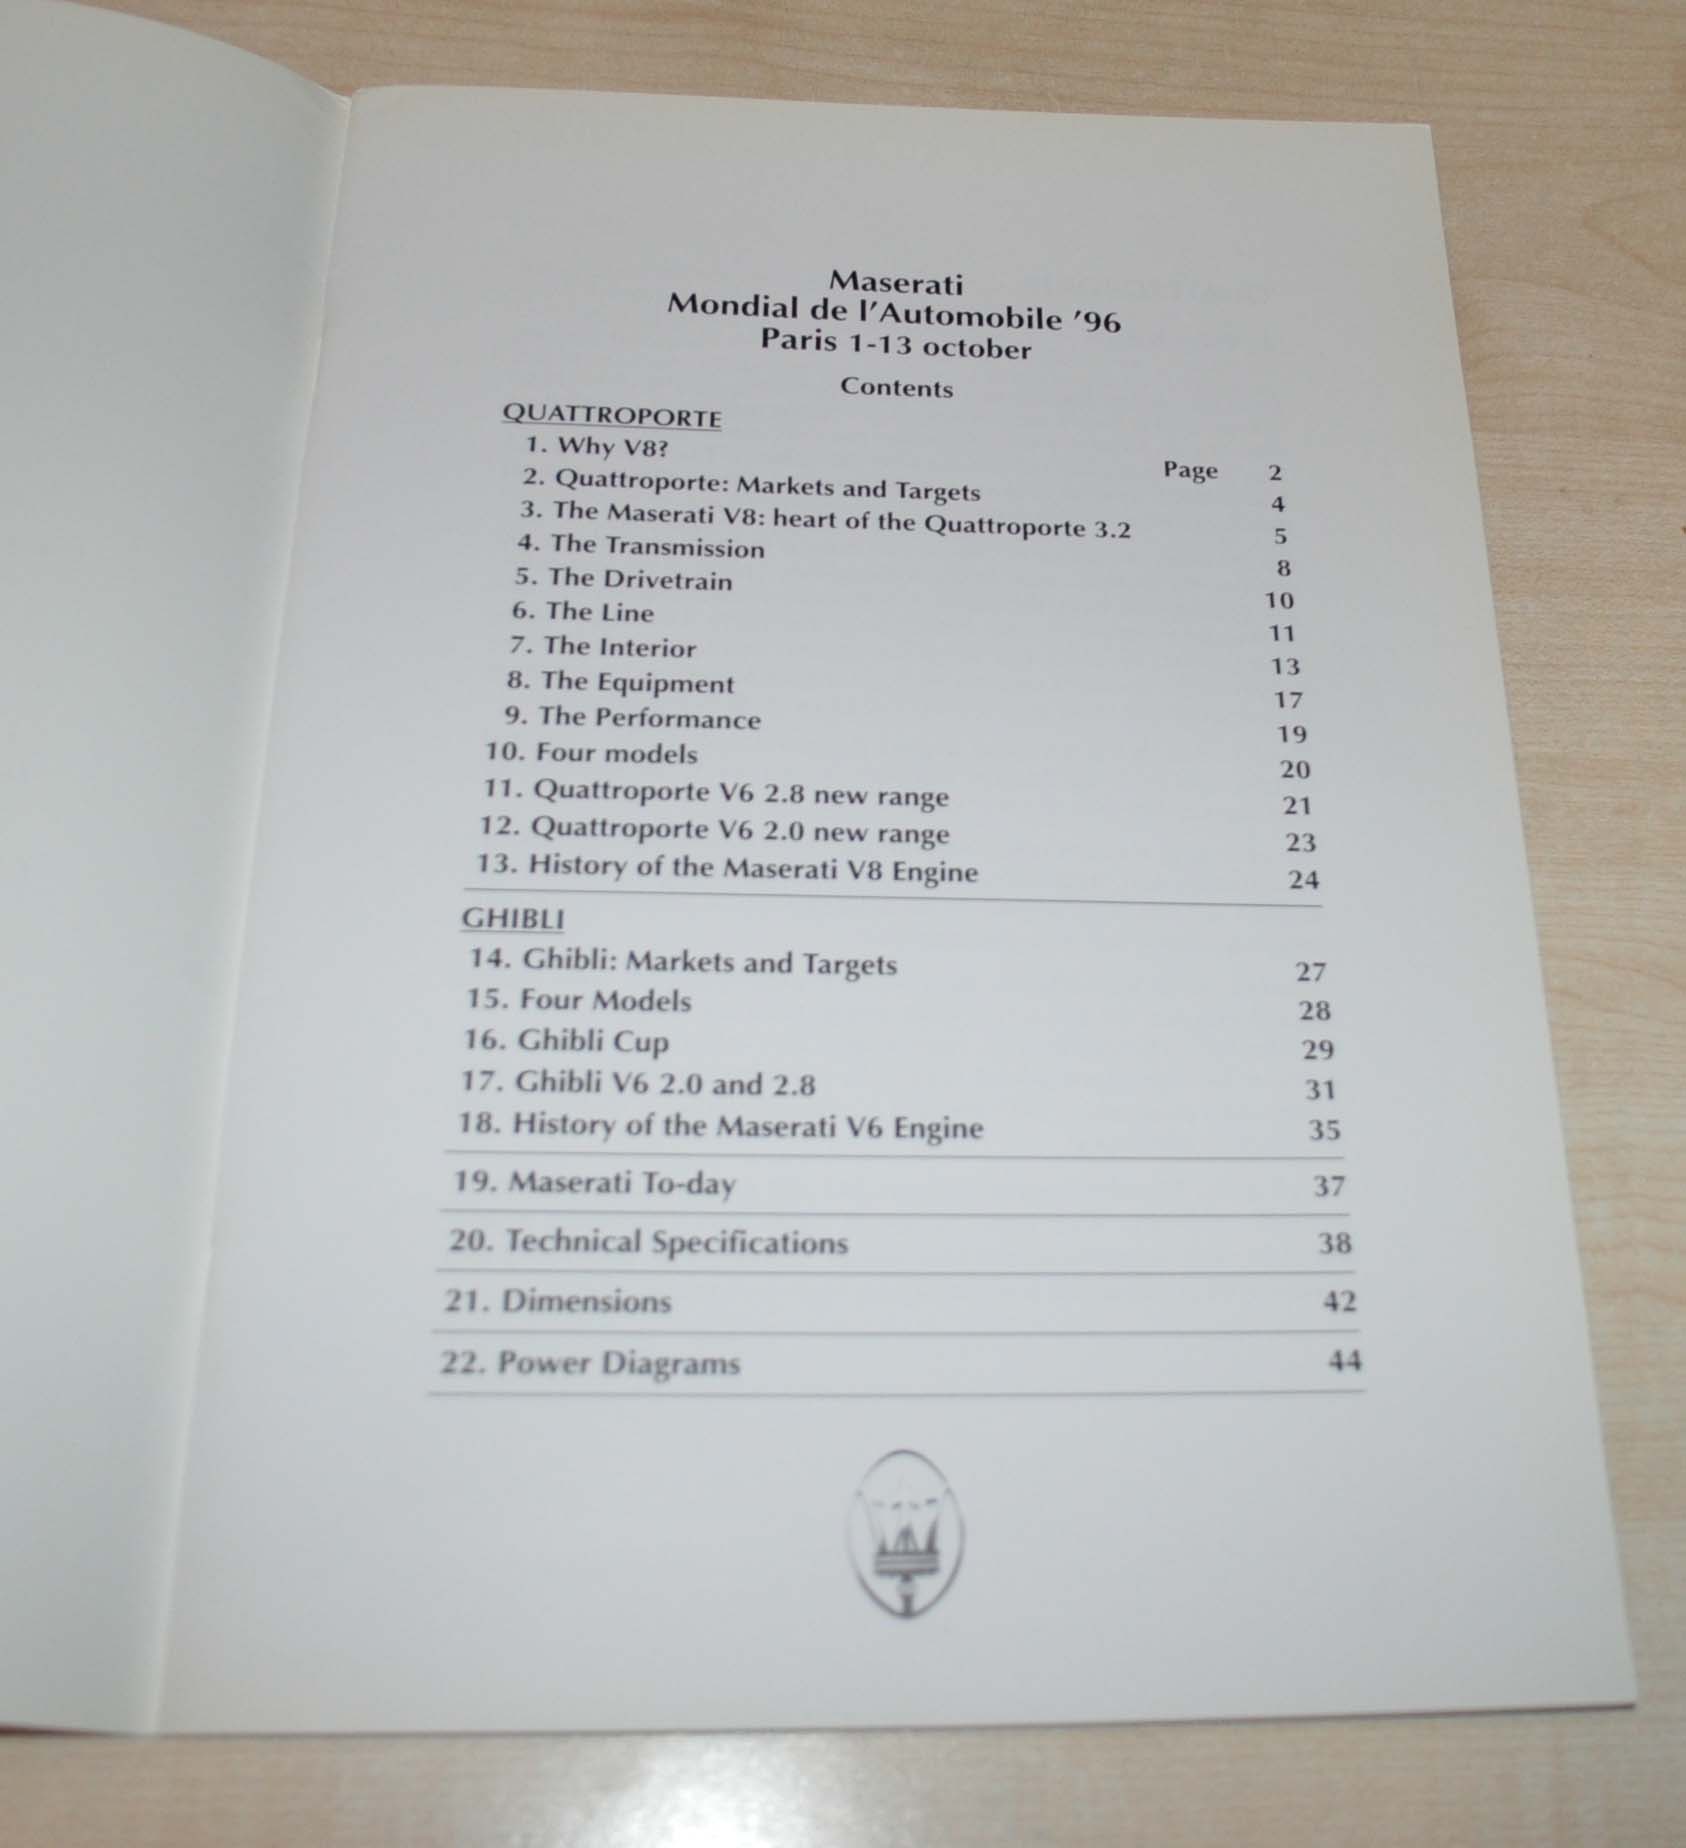 Maserati
Mondial de l'Automobile '96
Paris 1-13 october
Contents
QUATTROPORTE
1. Why V8? Page 2
2. Quattroporte: Markets and Targets 4
3. The Maserati V8: heart of the Quattroporte 3.2 5
4. The Transmission 8
5. The Drivetrain 10
6. The Line 11
7. The Interior 13
8. The Equipment 17
9. The Performance 19
10. Four models 20
11. Quattroporte V6 2.8 new range 21
12. Quattroporte V6 2.0 new range 23
13. History of the Maserati V8 Engine 24
GHIBLI
14. Ghibli: Markets and Targets 27
15. Four Models 28
16. Ghibli Cup 29
17. Ghibli V6 2.0 and 2.8 31
18. History of the Maserati V6 Engine 35
19. Maserati To-day 37
20. Technical Specifications 38
21. Dimensions 42
22. Power Diagrams 44